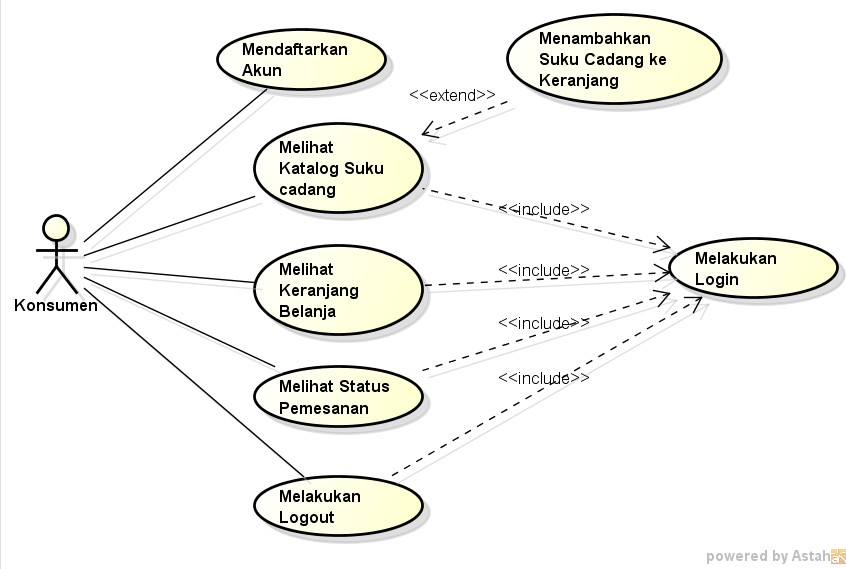 Mendaftarkan
Akun
Menambahkan
Suku Cadang ke
Keranjang
<<extend>>
Melihat
Katalog Suku
cadang
<<include>>
Melihat
Keranjang
Belanja
<<include>>
Melakukan
Login
Konsumen
<<include>>
Melihat Status
Pemesanan
<<include>>
Melakukan
Logout
powered by Astah